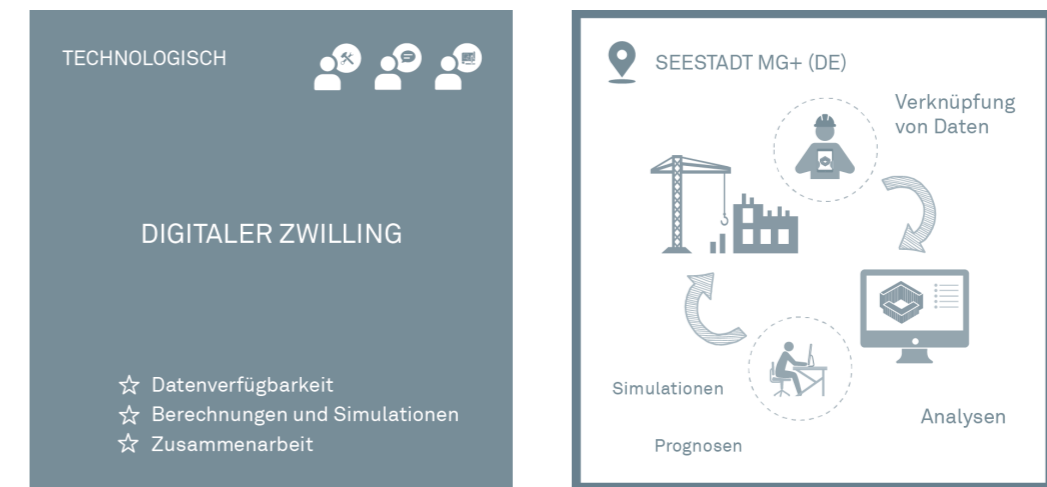 TECHNOLOGISCH
DIGITALER ZWILLING
Datenverfügbarkeit
Berechnungen und Simulationen
Zusammenarbeit
SEESTADT MG+ (DE)
Verknüpfung
von Daten
Simulationen
Analysen
Prognosen